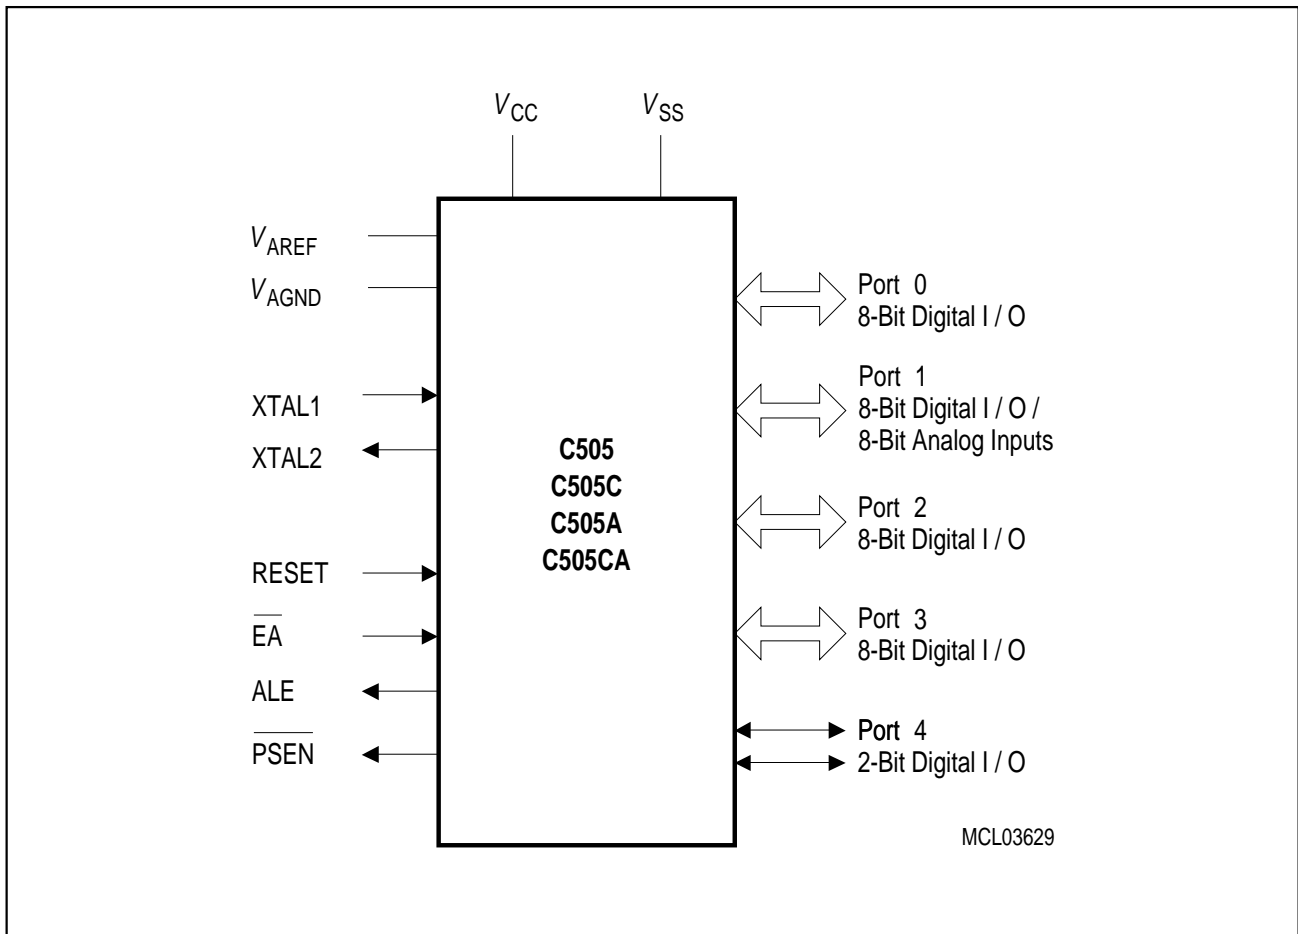 VCC
VSS
VAREF
VAGND
XTAL1
XTAL2
RESET
E̅A̅
ALE
P̅S̅E̅N̅
C505
C505C
C505A
C505CA
Port 0
8-Bit Digital I / O
Port 1
8-Bit Digital I / O /
8-Bit Analog Inputs
Port 2
8-Bit Digital I / O
Port 3
8-Bit Digital I / O
Port 4
2-Bit Digital I / O
MCL03629